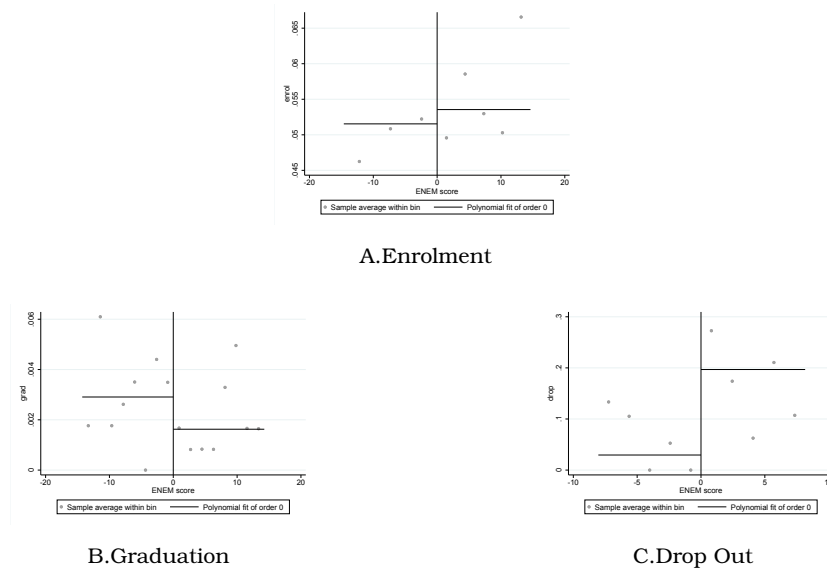 .065
.06
.055
.05
.045
enrol
-20 -10 0 10 20
ENEM score
Sample average within bin Polynomial fit of order 0
A.Enrolment
.006
.004
.002
0
grad
-20 -10 0 10 20
ENEM score
Sample average within bin Polynomial fit of order 0
B.Graduation
.3
.2
.1
0
drop
-10 -5 0 5 10
ENEM score
Sample average within bin Polynomial fit of order 0
C.Drop Out